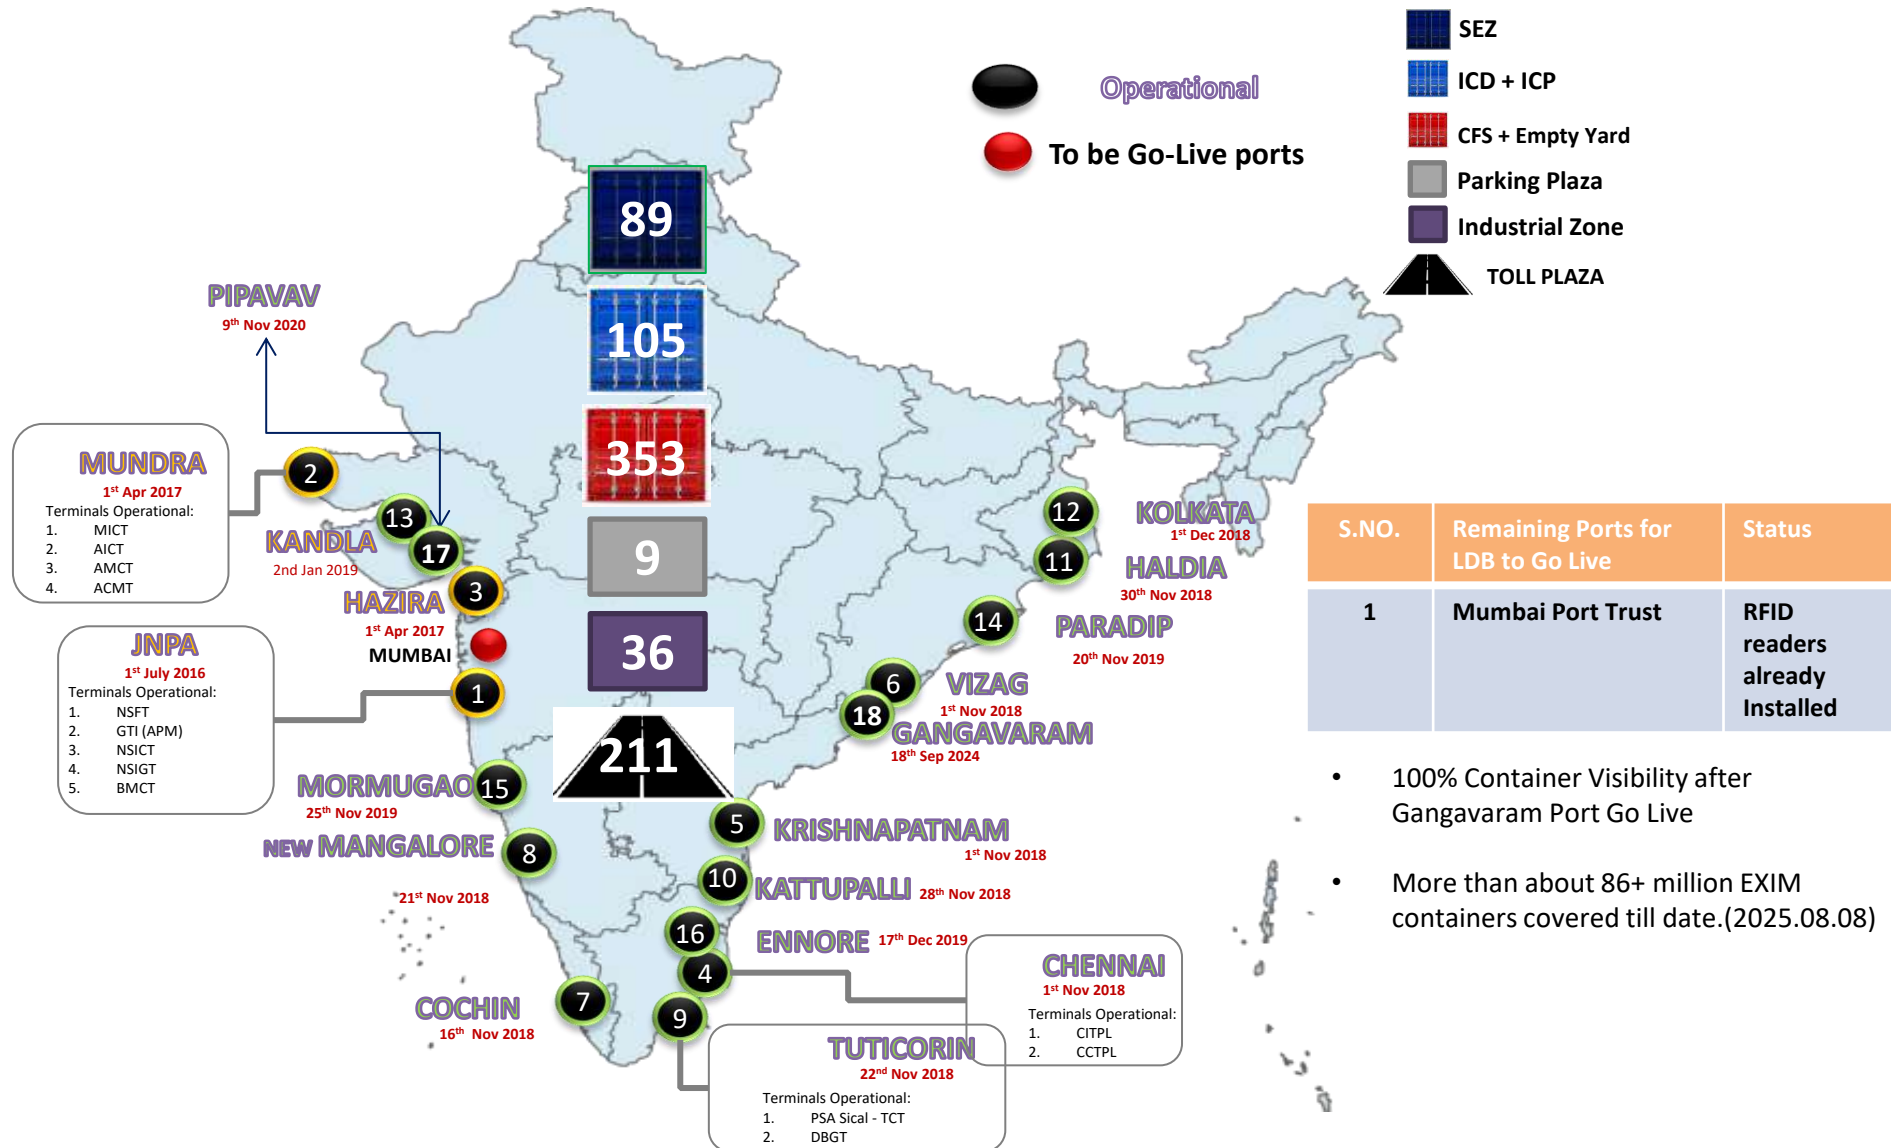 SEZ
ICD + ICP
CFS + Empty Yard
Parking Plaza
Industrial Zone
TOLL PLAZA
Operational
To be Go-Live ports
89
105
353
9
36
211
PIPAVAV
9th Nov 2020
MUNDRA
1st Apr 2017
Terminals Operational:
1. MICT
2. AICT
3. AMCT
4. ACMT
2
13
KANDLA
17
2nd Jan 2019
3
HAZIRA
1st Apr 2017
MUMBAI
JNPA
1st July 2016
Terminals Operational:
1. NSFT
2. GTI (APM)
3. NSICT
4. NSIGT
5. BMCT
1
MORMUGAO
15
25th Nov 2019
NEW MANGALORE
8
21st Nov 2018
COCHIN
7
16th Nov 2018
12
KOLKATA
1st Dec 2018
11
HALDIA
30th Nov 2018
14
PARADIP
20th Nov 2019
6
VIZAG
1st Nov 2018
18
GANGAVARAM
18th Sep 2024
5
KRISHNAPATNAM
1st Nov 2018
10
KATTUPALLI 28th Nov 2018
16
ENNORE 17th Dec 2019
4
CHENNAI
1st Nov 2018
Terminals Operational:
1. CITPL
2. CCTPL
9
TUTICORIN
22nd Nov 2018
Terminals Operational:
1. PSA Sical - TCT
2. DBGT
S.NO. Remaining Ports for LDB to Go Live Status
1 Mumbai Port Trust RFID readers already Installed
• 100% Container Visibility after
Gangavaram Port Go Live
• More than about 86+ million EXIM
containers covered till date.(2025.08.08)